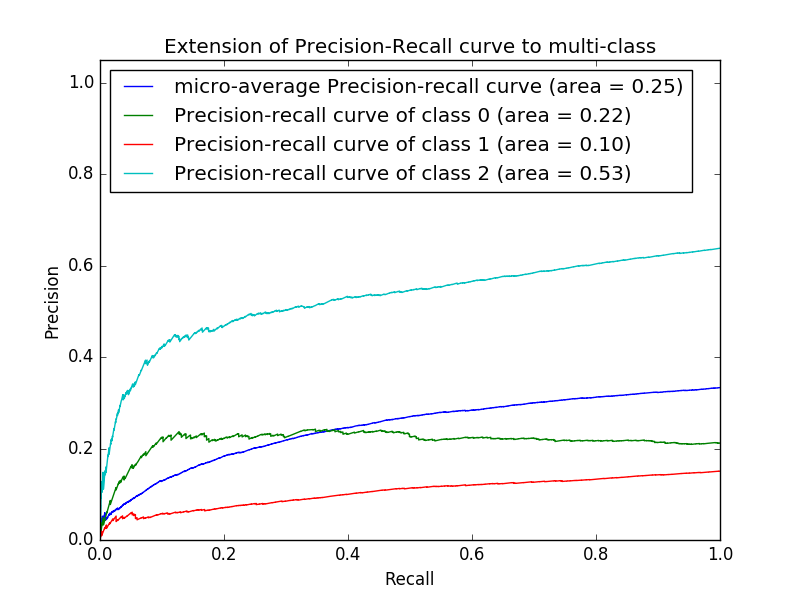 Extension of Precision-Recall curve to multi-class
micro-average Precision-recall curve (area = 0.25)
Precision-recall curve of class 0 (area = 0.22)
Precision-recall curve of class 1 (area = 0.10)
Precision-recall curve of class 2 (area = 0.53)
1.0
0.8
0.6
0.4
0.2
0.0
Precision
0.0 0.2 0.4 0.6 0.8 1.0
Recall